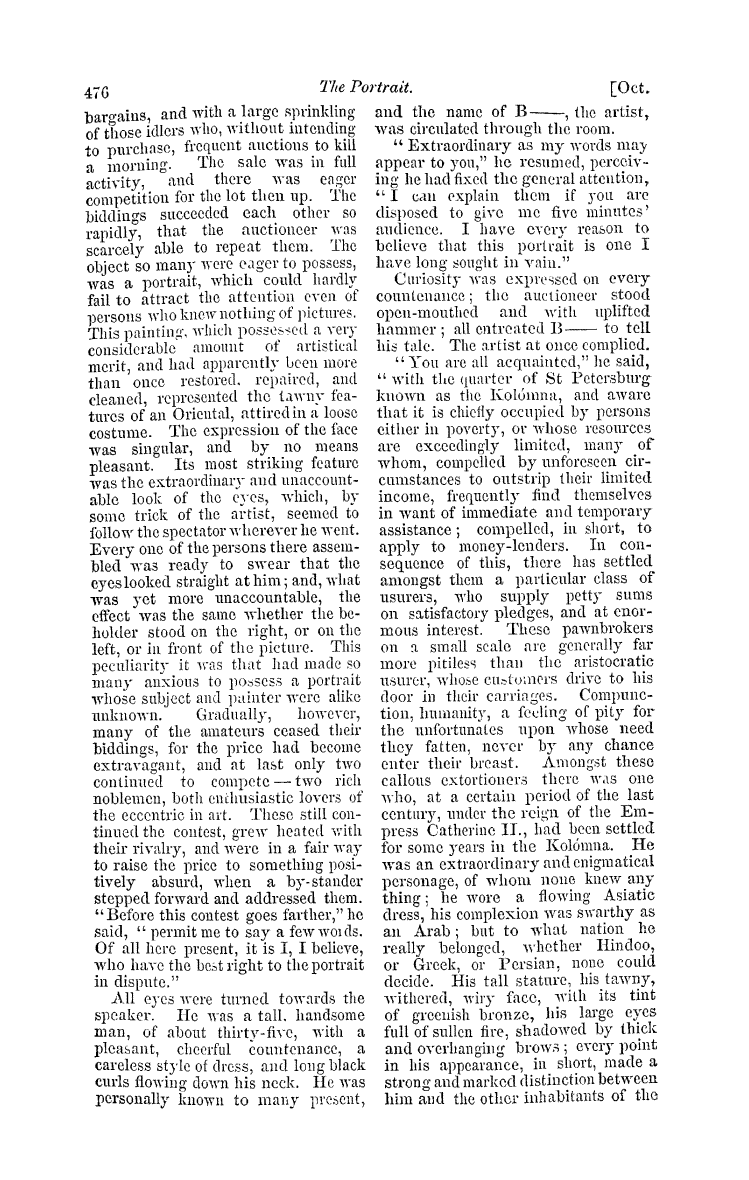 476
The Portrait.
[Oct.
bargains, and with a large sprinkling
of those idlers who, without intending
to purchase, frequent auctions to kill
a morning. The sale was in full
activity, and there was eager
competition for the lot then up. The
biddings succeeded each other so
rapidly, that the auctioneer was
scarcely able to repeat them. The
object so many were eager to possess,
was a portrait, which could hardly
fail to attract the attention even of
persons who knew nothing of pictures.
This painting, which possessed a very
considerable amount of artistical
merit, and had apparently been more
than once restored, repaired, and
cleaned, represented the tawny fea-
tures of an Oriental, attired in a loose
costume. The expression of the face
was singular, and by no means
pleasant. Its most striking feature
was the extraordinary and unaccount-
able look of the eyes, which, by
some trick of the artist, seemed to
follow the spectator wherever he went.
Every one of the persons there assem-
bled was ready to swear that the
eyes looked straight at him; and, what
was yet more unaccountable, the
effect was the same whether the be-
holder stood on the right, or on the
left, or in front of the picture. This
peculiarity it was that had made so
many anxious to possess a portrait
whose subject and painter were alike
unknown. Gradually, however,
many of the amateurs ceased their
biddings, for the price had become
extravagant, and at last only two
continued to compete — two rich
noblemen, both enthusiastic lovers of
the eccentric in art. These still con-
tinued the contest, grew heated with
their rivalry, and were in a fair way
to raise the price to something posi-
tively absurd, when a by-stander
stepped forward and addressed them.
"Before this contest goes farther," he
said, "permit me to say a few words.
Of all here present, it is I, I believe,
who have the best right to the portrait
in dispute."
All eyes were turned towards the
speaker. He was a tall, handsome
man, of about thirty-five, with a
pleasant, cheerful countenance, a
careless style of dress, and long black
curls flowing down his neck. He was
personally known to many present,
and the name of B——, the artist,
was circulated through the room.
"Extraordinary as my words may
appear to you," he resumed, perceiv-
ing he had fixed the general attention,
"I can explain them if you are
disposed to give me five minutes'
audience. I have every reason to
believe that this portrait is one I
have long sought in vain."
Curiosity was expressed on every
countenance; the auctioneer stood
open-mouthed and with uplifted
hammer; all entreated B—— to tell
his tale. The artist at once complied.
"You are all acquainted," he said,
"with the quarter of St Petersburg
known as the Kolómna, and aware
that it is chiefly occupied by persons
either in poverty, or whose resources
are exceedingly limited, many of
whom, compelled by unforeseen cir-
cumstances to outstrip their limited
income, frequently find themselves
in want of immediate and temporary
assistance; compelled, in short, to
apply to money-lenders. In con-
sequence of this, there has settled
amongst them a particular class of
usurers, who supply petty sums
on satisfactory pledges, and at enor-
mous interest. These pawnbrokers
on a small scale are generally far
more pitiless than the aristocratic
usurer, whose customers drive to his
door in their carriages. Compunc-
tion, humanity, a feeling of pity for
the unfortunates upon whose need
they fatten, never by any chance
enter their breast. Amongst these
callous extortioners there was one
who, at a certain period of the last
century, under the reign of the Em-
press Catherine II., had been settled
for some years in the Kolómna. He
was an extraordinary and enigmatical
personage, of whom none knew any
thing; he wore a flowing Asiatic
dress, his complexion was swarthy as
an Arab; but to what nation he
really belonged, whether Hindoo,
or Greek, or Persian, none could
decide. His tall stature, his tawny,
withered, wiry face, with its tint
of greenish bronze, his large eyes
full of sullen fire, shadowed by thick
and overhanging brows; every point
in his appearance, in short, made a
strong and marked distinction between
him and the other inhabitants of the